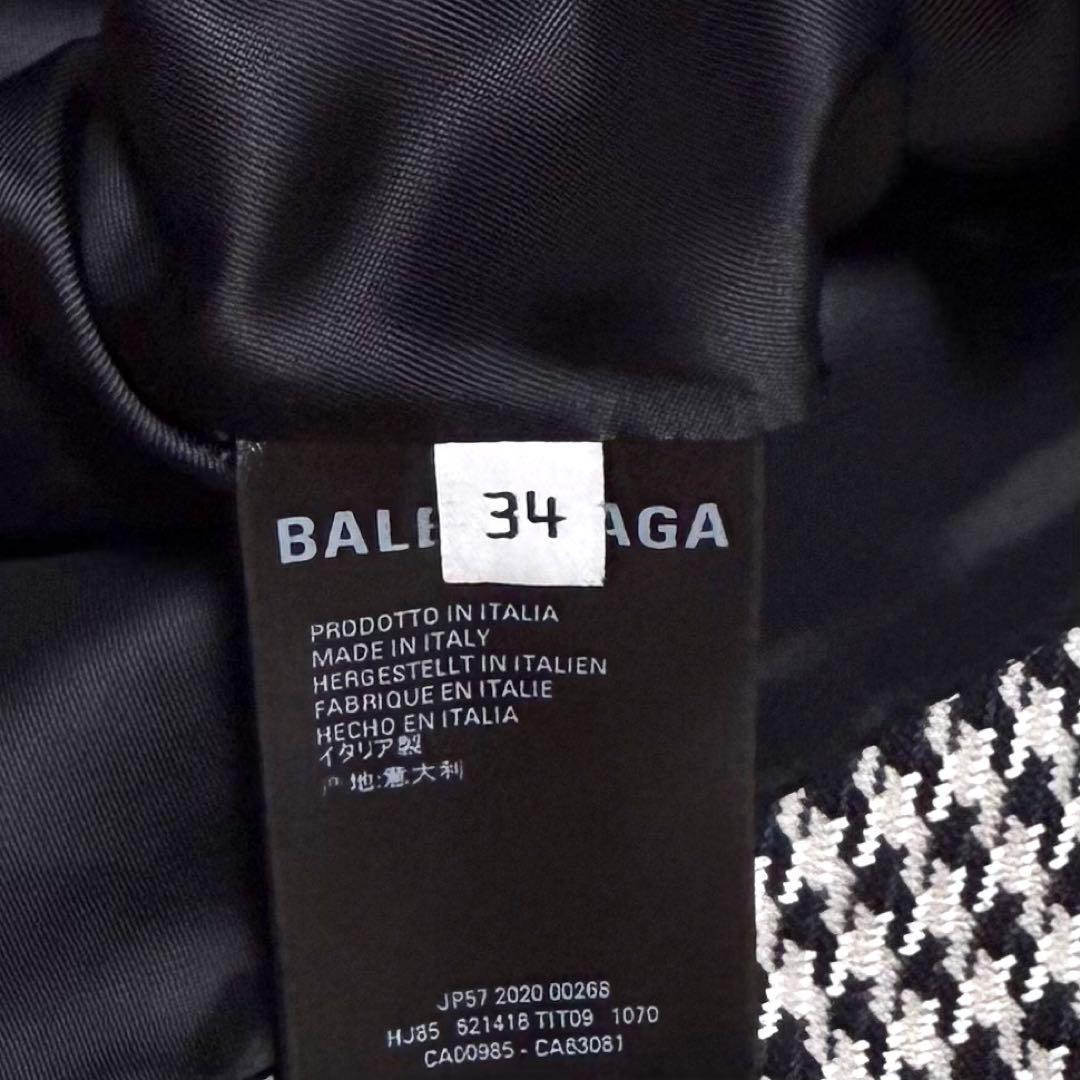 34
BALE AGA
PRODOTTO IN ITALIA
MADE IN ITALY
HERGESTELLT IN ITALIEN
FABRIQUE EN ITALIE
HECHO EN ITALIA
イタリア製
地:意大利
JP57 2020 00268
HJ85 621418 TIT09 1070
CA00985 - CA63081